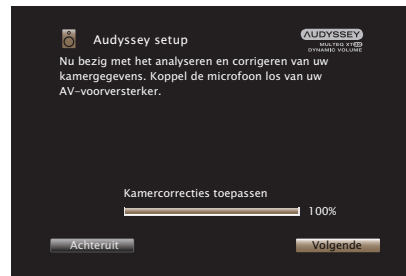 Audyssey setup
AUDYSSEY
MULTEQ XT32
DYNAMIC VOLUME
Nu bezig met het analyseren en corrigeren van uw
kamergegevens. Koppel de microfoon los van uw
AV-voorversterker.
Kamercorrecties toepassen
100%
Achteruit
Volgende